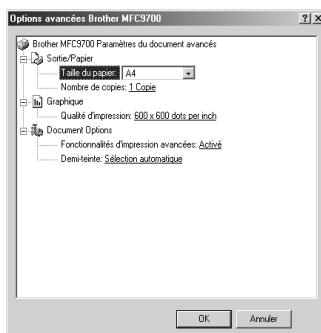 Options avancées Brother MFC9700
Brother MFC9700 Paramètres du document avancés
Sortie/Papier
Taille du papier: A4
Nombre de copies: 1 Copie
Graphique
Qualité d'impression: 600 x 600 dots per inch
Document Options
Fonctionnalités d'impression avancées: Activé
Demi-teinte: Sélection automatique
OK Annuler